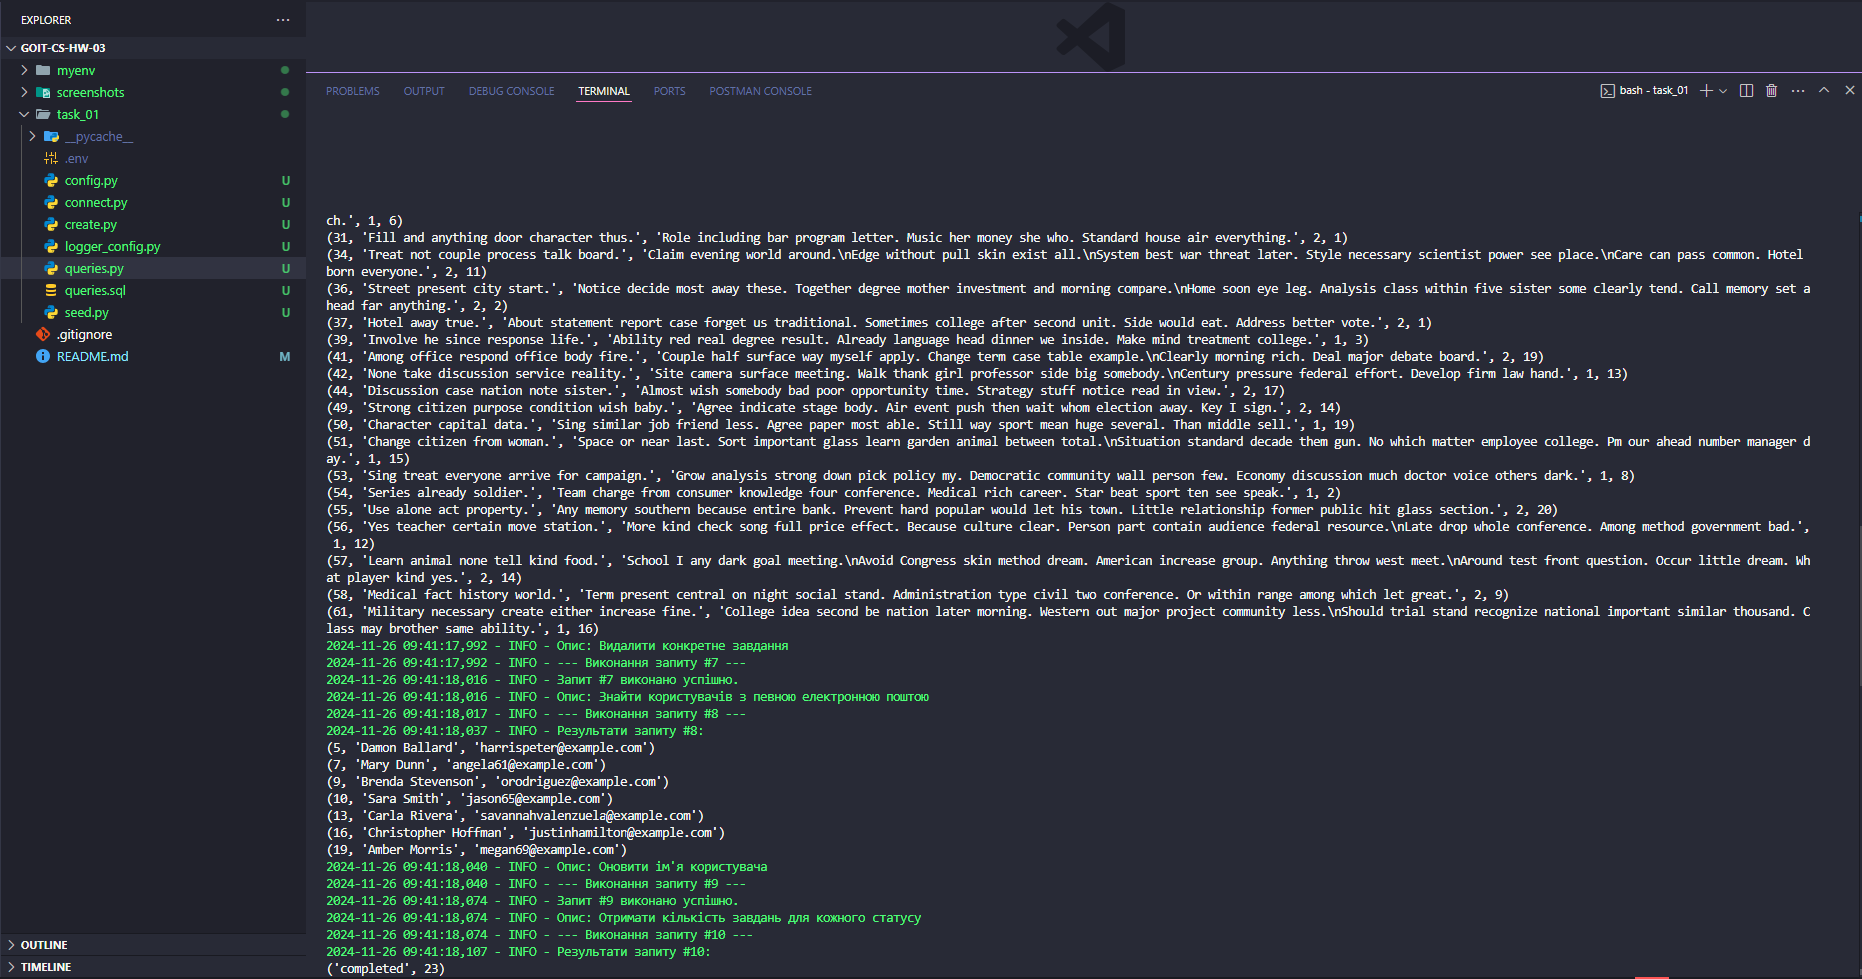 EXPLORER
GOIT-CS-HW-03
myenv
screenshots
task_01
__pycache__
.env
config.py U
connect.py U
create.py U
logger_config.py U
queries.py U
queries.sql U
seed.py U
.gitignore
README.md M
OUTLINE
TIMELINE
PROBLEMS OUTPUT DEBUG CONSOLE TERMINAL PORTS POSTMAN CONSOLE
bash - task_01
ch.', 1, 6)
(31, 'Fill and anything door character thus.', 'Role including bar program letter. Music her money she who. Standard house air everything.', 2, 1)
(34, 'Treat not couple process talk board.', 'Claim evening world around.\nEdge without pull skin exist all.\nSystem best war threat later. Style necessary scientist power see place.\nCare can pass common. Hotel
born everyone.', 2, 11)
(36, 'Street present city start.', 'Notice decide most away these. Together degree mother investment and morning compare.\nHome soon eye leg. Analysis class within five sister some clearly tend. Call memory set a
head far anything.', 2, 2)
(37, 'Hotel away true.', 'About statement report case forget us traditional. Sometimes college after second unit. Side would eat. Address better vote.', 2, 1)
(39, 'Involve he since response life.', 'Ability red real degree result. Already language head dinner we inside. Make mind treatment college.', 1, 3)
(41, 'Among office respond office body fire.', 'Couple half surface way myself apply. Change term case table example.\nClearly morning rich. Deal major debate board.', 2, 19)
(42, 'None take discussion service reality.', 'Site camera surface meeting. Walk thank girl professor side big somebody.\nCentury pressure federal effort. Develop firm law hand.', 1, 13)
(44, 'Discussion case nation note sister.', 'Almost wish somebody bad poor opportunity time. Strategy stuff notice read in view.', 2, 17)
(49, 'Strong citizen purpose condition wish baby.', 'Agree indicate stage body. Air event push then wait whom election away. Key I sign.', 2, 14)
(50, 'Character capital data.', 'Sing similar job friend less. Agree paper most able. Still way sport mean huge several. Than middle sell.', 1, 19)
(51, 'Change citizen from woman.', 'Space or near last. Sort important glass learn garden animal between total.\nSituation standard decade them gun. No which matter employee college. Pm our ahead number manager d
ay.', 1, 15)
(53, 'Sing treat everyone arrive for campaign.', 'Grow analysis strong down pick policy my. Democratic community wall person few. Economy discussion much doctor voice others dark.', 1, 8)
(54, 'Series already soldier.', 'Team charge from consumer knowledge four conference. Medical rich career. Star beat sport ten see speak.', 1, 2)
(55, 'Use alone act property.', 'Any memory southern because entire bank. Prevent hard popular would let his town. Little relationship former public hit glass section.', 2, 20)
(56, 'Yes teacher certain move station.', 'More kind check song full price effect. Because culture clear. Person part contain audience federal resource.\nLate drop whole conference. Among method government bad.',
1, 12)
(57, 'Learn animal none tell kind food.', 'School I any dark goal meeting.\nAvoid Congress skin method dream. American increase group. Anything throw west meet.\nAround test front question. Occur little dream. Wh
at player kind yes.', 2, 14)
(58, 'Medical fact history world.', 'Term present central on night social stand. Administration type civil two conference. Or within range among which let great.', 2, 9)
(61, 'Military necessary create either increase fine.', 'College idea second be nation later morning. Western out major project community less.\nShould trial stand recognize national important similar thousand. C
lass may brother same ability.', 1, 16)
2024-11-26 09:41:17,992 - INFO - Опис: Видалити конкретне завдання
2024-11-26 09:41:17,992 - INFO - --- Виконання запиту #7 ---
2024-11-26 09:41:18,016 - INFO - Запит #7 виконано успішно.
2024-11-26 09:41:18,016 - INFO - Опис: Знайти користувачів з певною електронною поштою
2024-11-26 09:41:18,017 - INFO - --- Виконання запиту #8 ---
2024-11-26 09:41:18,037 - INFO - Результати запиту #8:
(5, 'Damon Ballard', 'harrispeter@example.com')
(7, 'Mary Dunn', 'angela61@example.com')
(9, 'Brenda Stevenson', 'orodriguez@example.com')
(10, 'Sara Smith', 'jason65@example.com')
(13, 'Carla Rivera', 'savannahvalenzuela@example.com')
(16, 'Christopher Hoffman', 'justinhamilton@example.com')
(19, 'Amber Morris', 'megan69@example.com')
2024-11-26 09:41:18,040 - INFO - Опис: Оновити ім'я користувача
2024-11-26 09:41:18,040 - INFO - --- Виконання запиту #9 ---
2024-11-26 09:41:18,074 - INFO - Запит #9 виконано успішно.
2024-11-26 09:41:18,074 - INFO - Опис: Отримати кількість завдань для кожного статусу
2024-11-26 09:41:18,074 - INFO - --- Виконання запиту #10 ---
2024-11-26 09:41:18,107 - INFO - Результати запиту #10:
('completed', 23)